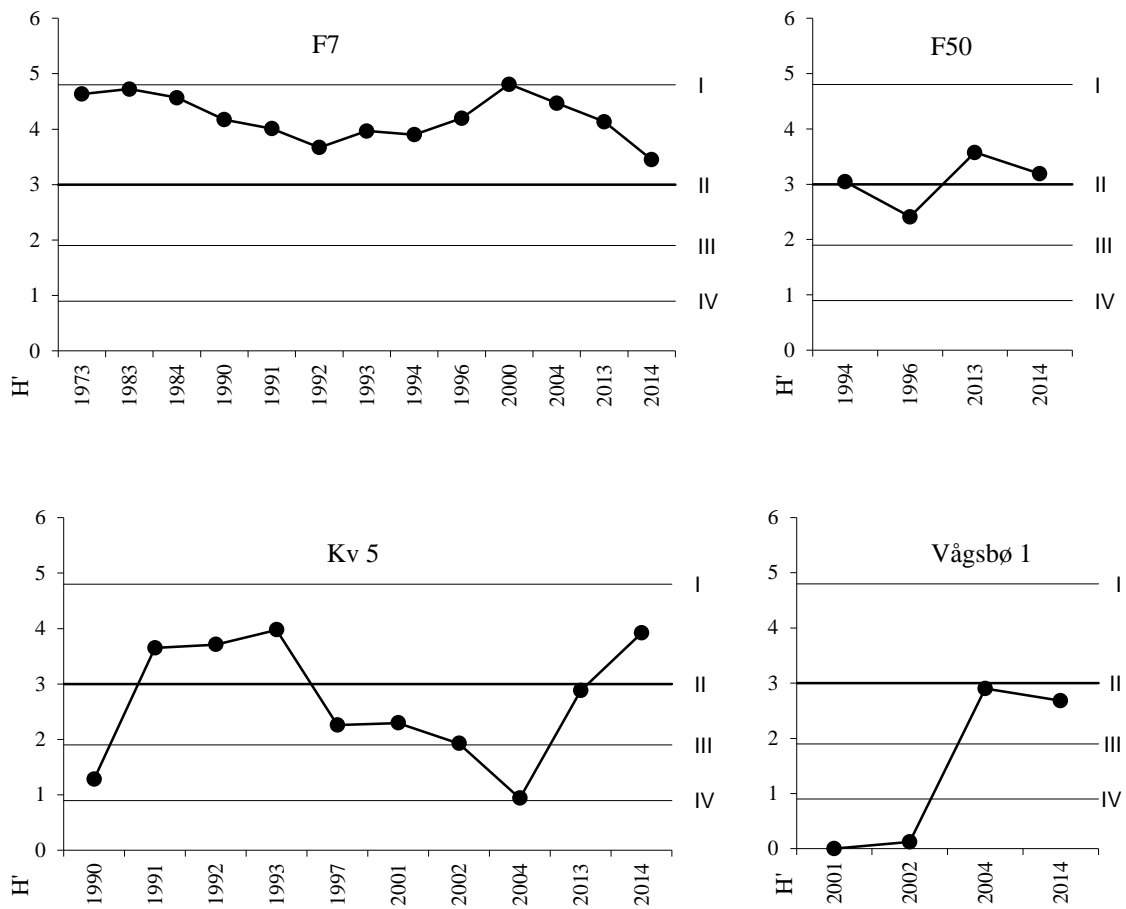 F7
6
5
4
3
2
1
0
I
II
III
IV
H'
1973
1983
1984
1990
1991
1992
1993
1994
1996
2000
2004
2013
2014
F50
6
5
4
3
2
1
0
I
II
III
IV
H'
1994
1996
2013
2014
Kv 5
6
5
4
3
2
1
0
I
II
III
IV
H'
1990
1991
1992
1993
1997
2001
2002
2004
2013
2014
Vågsbø 1
6
5
4
3
2
1
0
I
II
III
IV
H'
2001
2002
2004
2014